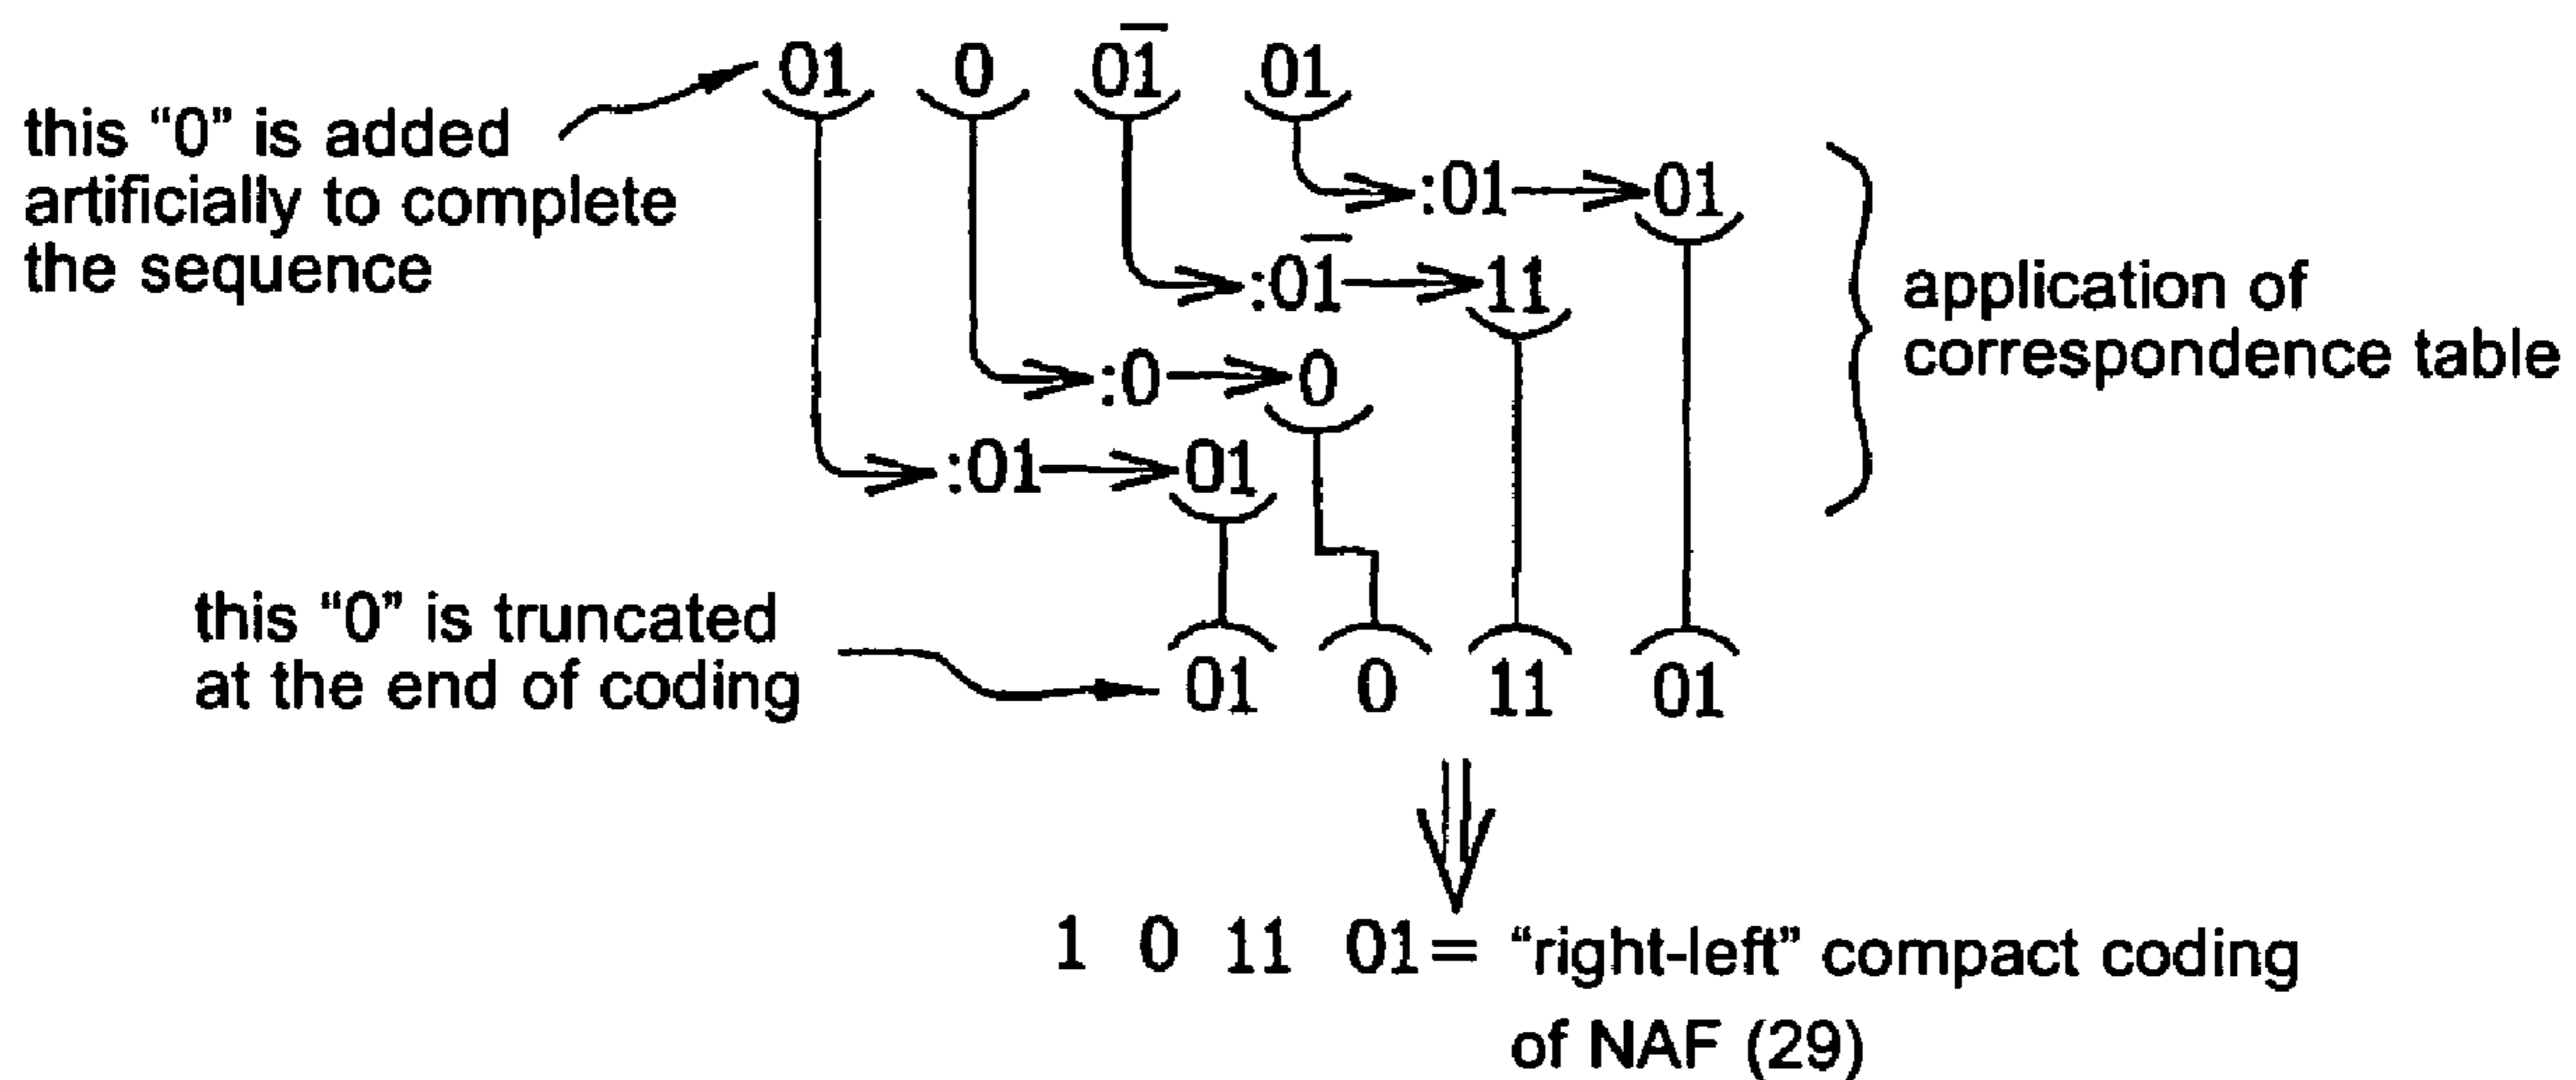 01 0 01̅ 01
this “0” is added
artificially to complete
the sequence
:01 01
:01̅ 11
:0 0
:01 01
application of
correspondence table
this “0” is truncated
at the end of coding
01 0 11 01
1 0 11 01= “right-left” compact coding
of NAF (29)